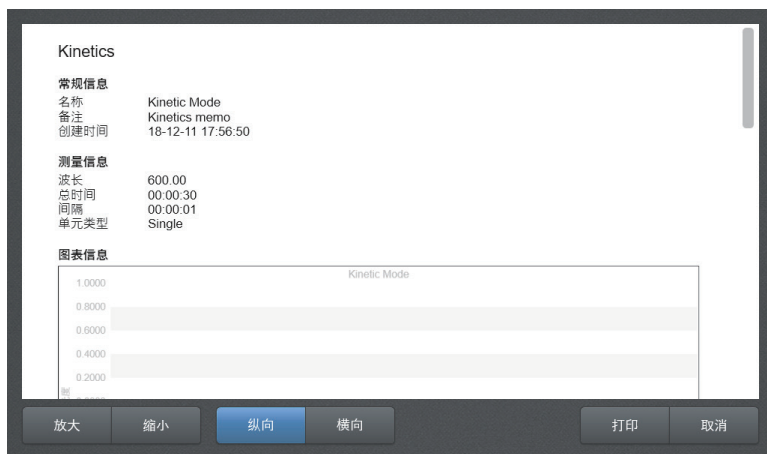 Kinetics
常规信息
名称 Kinetic Mode
备注 Kinetics memo
创建时间 18-12-11 17:56:50
测量信息
波长 600.00
总时间 00:00:30
间隔 00:00:01
单元类型 Single
图表信息
Kinetic Mode
1.0000
0.8000
0.6000
0.4000
0.2000
放大 缩小 纵向 横向 打印 取消